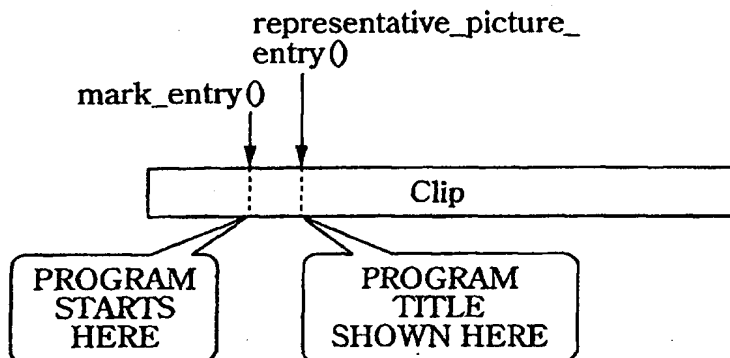 representative_picture_
entry()
mark_entry()
Clip
PROGRAM
STARTS
HERE
PROGRAM
TITLE
SHOWN HERE